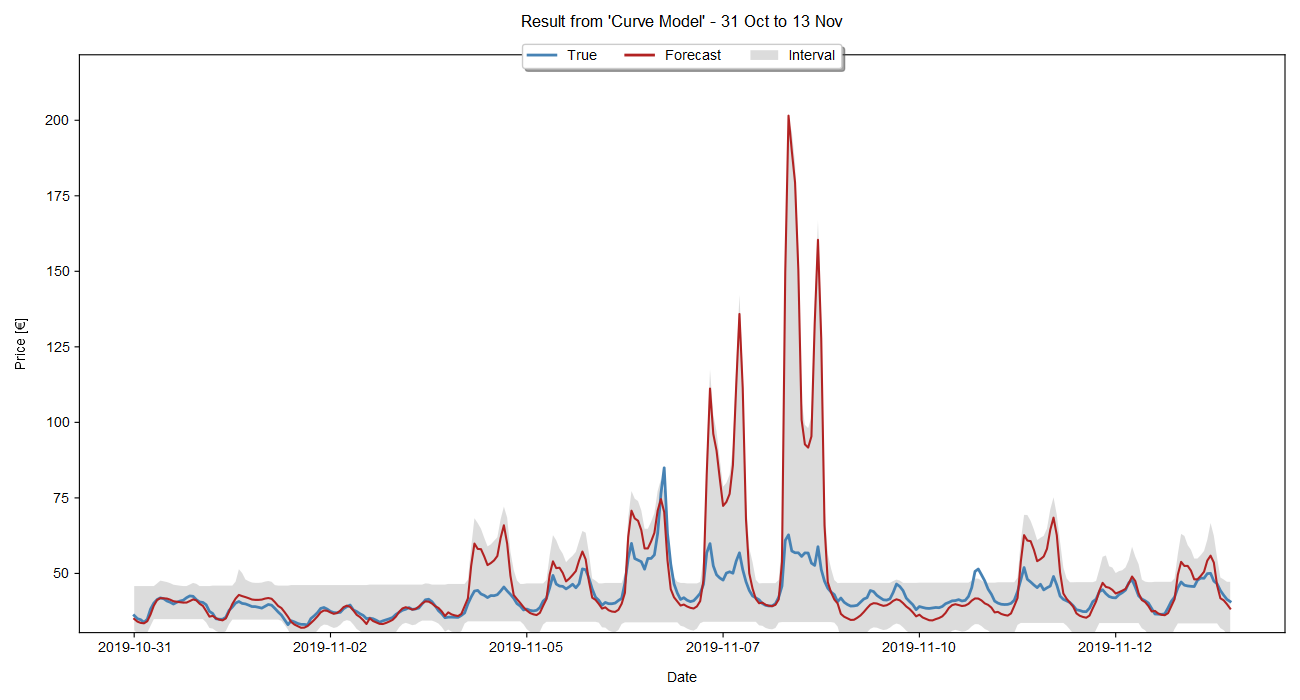 Result from 'Curve Model' - 31 Oct to 13 Nov
True Forecast Interval
200
175
150
125
100
75
50
Price [€]
2019-10-31 2019-11-02 2019-11-05 2019-11-07 2019-11-10 2019-11-12
Date